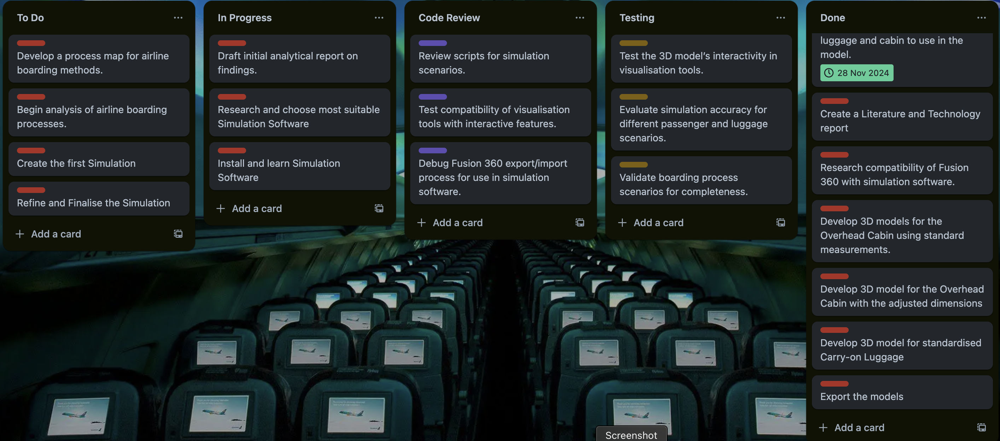 To Do
Develop a process map for airline
boarding methods.
Begin analysis of airline boarding
processes.
Create the first Simulation
Refine and Finalise the Simulation
Add a card
In Progress
Draft initial analytical report on
findings.
Research and choose most suitable
Simulation Software
Install and learn Simulation
Software
Add a card
Code Review
Review scripts for simulation
scenarios.
Test compatibility of visualisation
tools with interactive features.
Debug Fusion 360 export/import
process for use in simulation
software.
Add a card
Testing
Test the 3D model’s interactivity in
visualisation tools.
Evaluate simulation accuracy for
different passenger and luggage
scenarios.
Validate boarding process
scenarios for completeness.
Add a card
Done
luggage and cabin to use in the
model.
28 Nov 2024
Create a Literature and Technology
report
Research compatibility of Fusion
360 with simulation software.
Develop 3D models for the
Overhead Cabin using standard
measurements.
Develop 3D model for the Overhead
Cabin with the adjusted dimensions
Develop 3D model for standardised
Carry-on Luggage
Export the models
Add a card
Screenshot